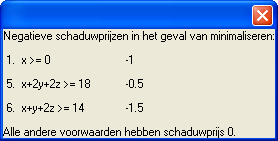 Negatieve schaduwprijzen in het geval van minimaliseren:
1. x >= 0 -1
5. x+2y+2z >= 18 -0.5
6. x+y+2z >= 14 -1.5
Alle andere voorwaarden hebben schaduwprijs 0.